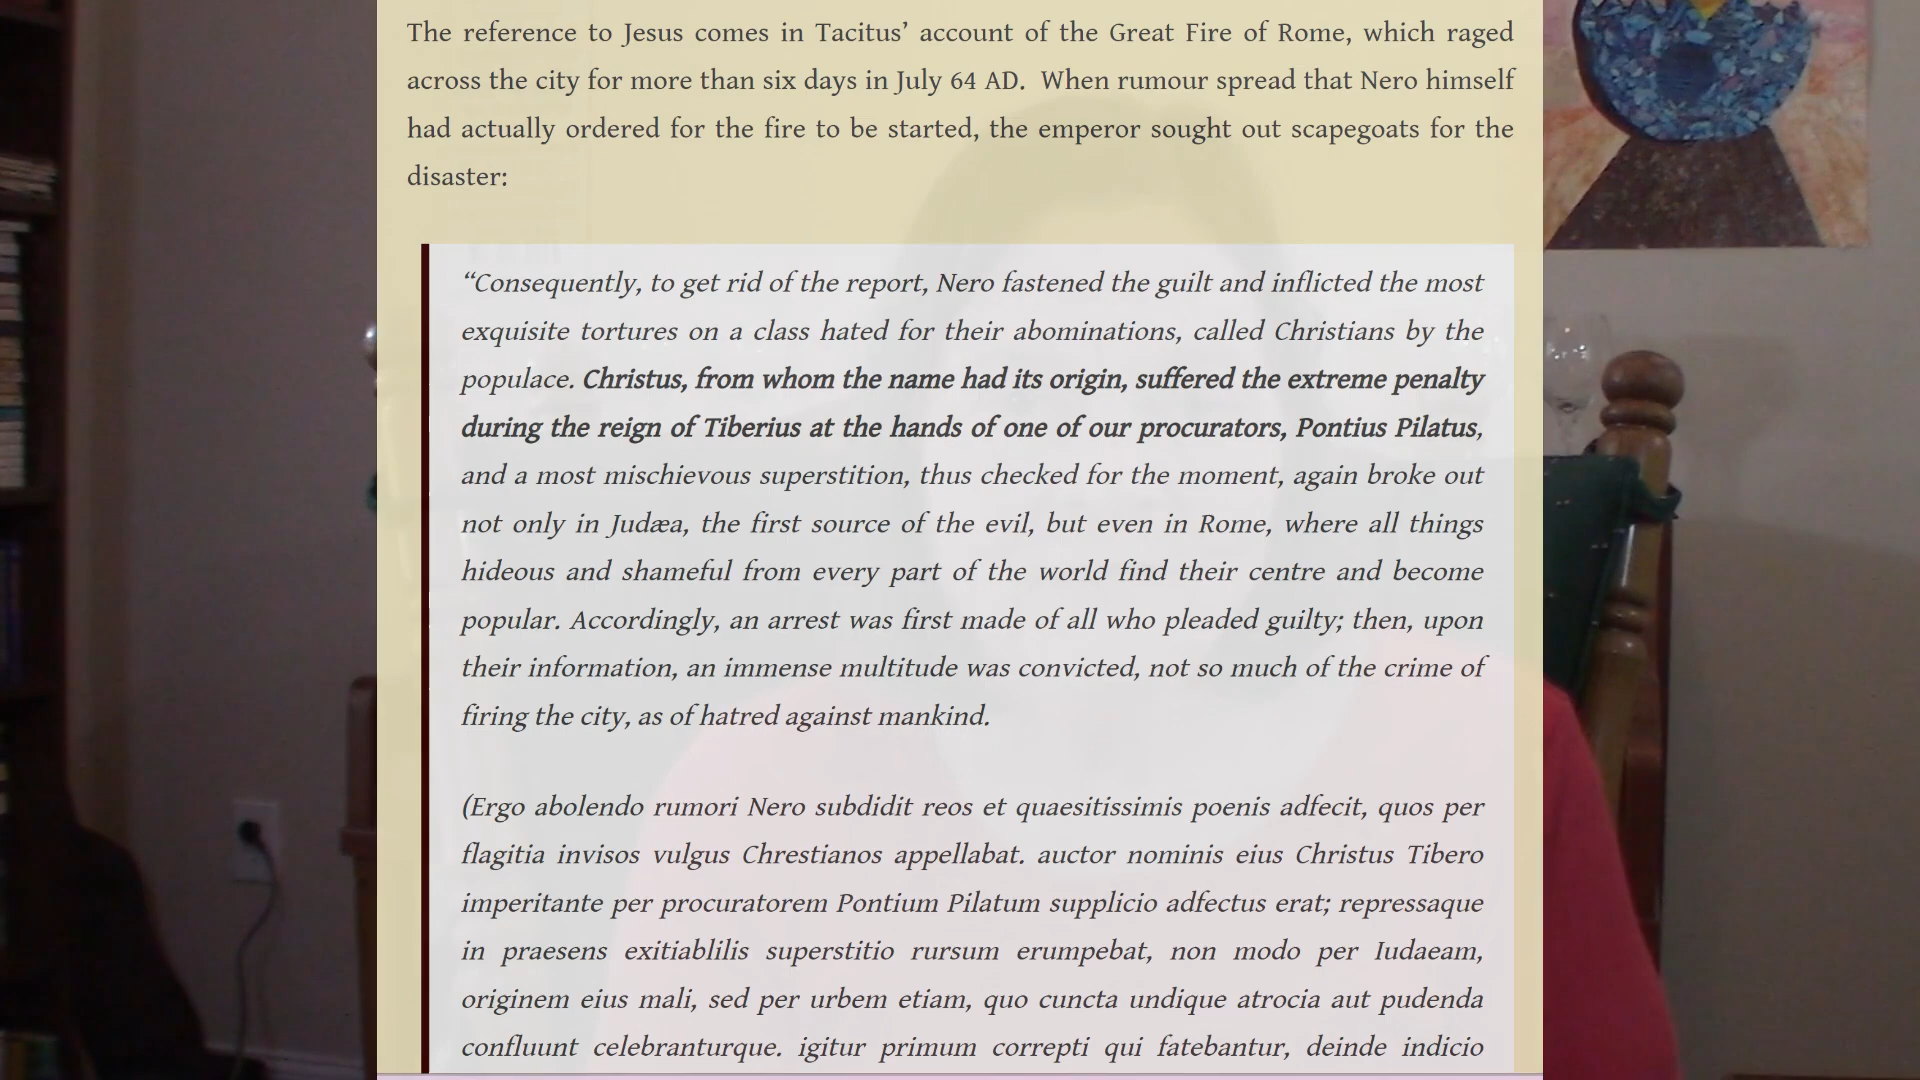 The reference to Jesus comes in Tacitus’ account of the Great Fire of Rome, which raged
across the city for more than six days in July 64 AD.  When rumour spread that Nero himself
had actually ordered for the fire to be started, the emperor sought out scapegoats for the
disaster:
“Consequently, to get rid of the report, Nero fastened the guilt and inflicted the most
exquisite tortures on a class hated for their abominations, called Christians by the
populace. Christus, from whom the name had its origin, suffered the extreme penalty
during the reign of Tiberius at the hands of one of our procurators, Pontius Pilatus,
and a most mischievous superstition, thus checked for the moment, again broke out
not only in Judæa, the first source of the evil, but even in Rome, where all things
hideous and shameful from every part of the world find their centre and become
popular. Accordingly, an arrest was first made of all who pleaded guilty; then, upon
their information, an immense multitude was convicted, not so much of the crime of
firing the city, as of hatred against mankind.
(Ergo abolendo rumori Nero subdidit reos et quaesitissimis poenis adfecit, quos per
flagitia invisos vulgus Chrestianos appellabat. auctor nominis eius Christus Tibero
imperitante per procuratorem Pontium Pilatum supplicio adfectus erat; repressaque
in praesens exitiablilis superstitio rursum erumpebat, non modo per Iudaeam,
originem eius mali, sed per urbem etiam, quo cuncta undique atrocia aut pudenda
confluunt celebranturque. igitur primum correpti qui fatebantur, deinde indicio